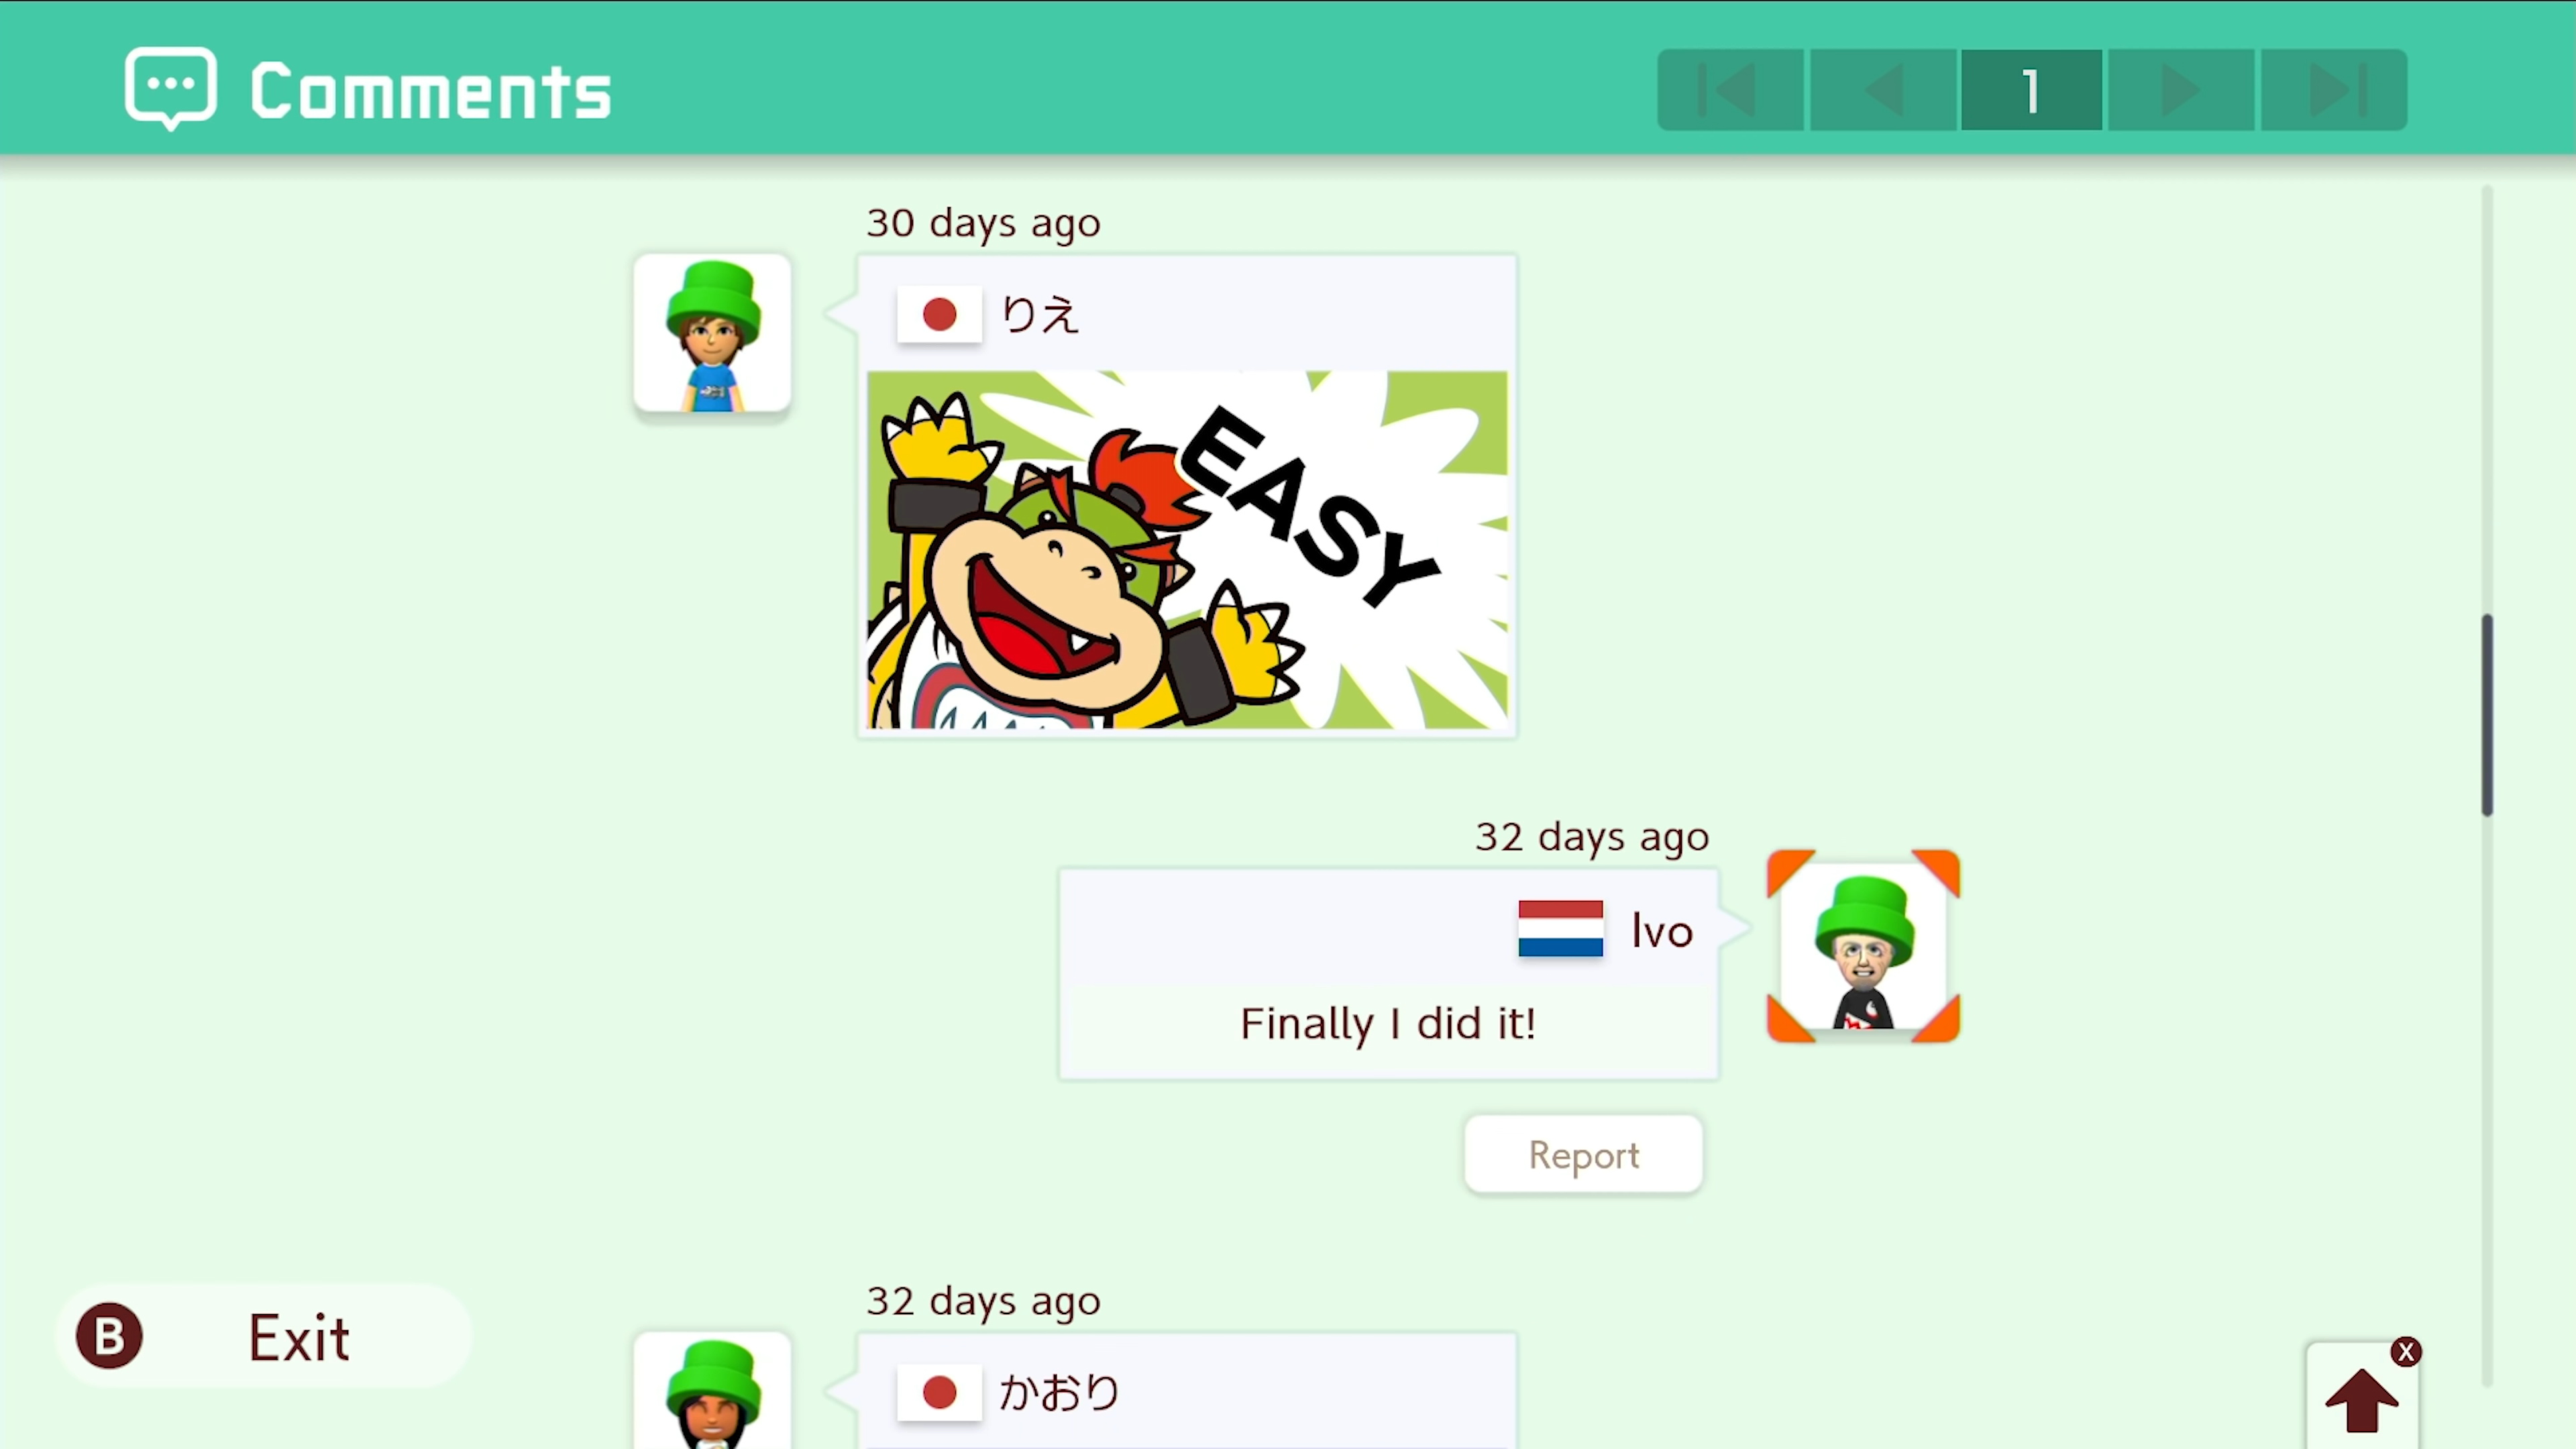 Comments
1
30 days ago
りえ
EASY
32 days ago
Ivo
Finally I did it!
Report
32 days ago
かおり
B Exit
X